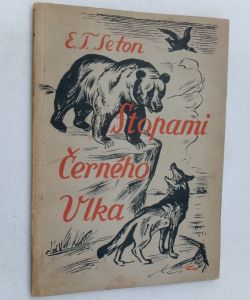 E.T. Seton
Stopami
Černého
Vlka